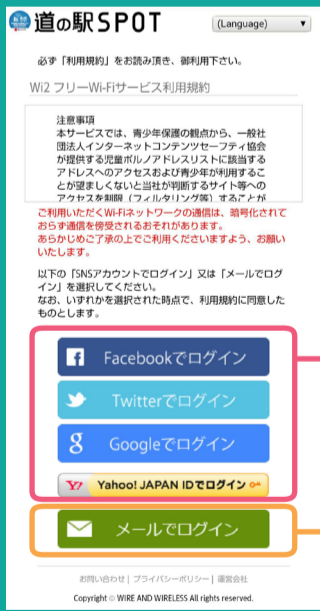 道の駅SPOT
(Language)
必ず「利用規約」をお読み頂き、御利用下さい。
Wi2 フリーWi-Fiサービス利用規約
注意事項
本サービスでは、青少年保護の観点から、一般社
団法人インターネットコンテンツセーフティ協会
が提供する児童ポルノアドレスリストに該当する
アドレスへのアクセスおよび青少年が利用するこ
とが望ましくないと当社が判断するサイト等への
アクセスを制限（フィルタリング等）することが
ご利用いただくWi-Fiネットワークの通信は、暗号化されて
おらず通信を傍受されるおそれがあります。
あらかじめご了承の上でご利用くださいますよう、お願い
いたします。
以下の「SNSアカウントでログイン」又は「メールでログ
イン」を選択してください。
なお、いずれかを選択された時点で、利用規約に同意した
ものとします。
Facebookでログイン
Twitterでログイン
Googleでログイン
Yahoo! JAPAN IDでログイン
メールでログイン
お問い合わせ | プライバシーポリシー | 運営会社
Copyright © WIRE AND WIRELESS All rights reserved.